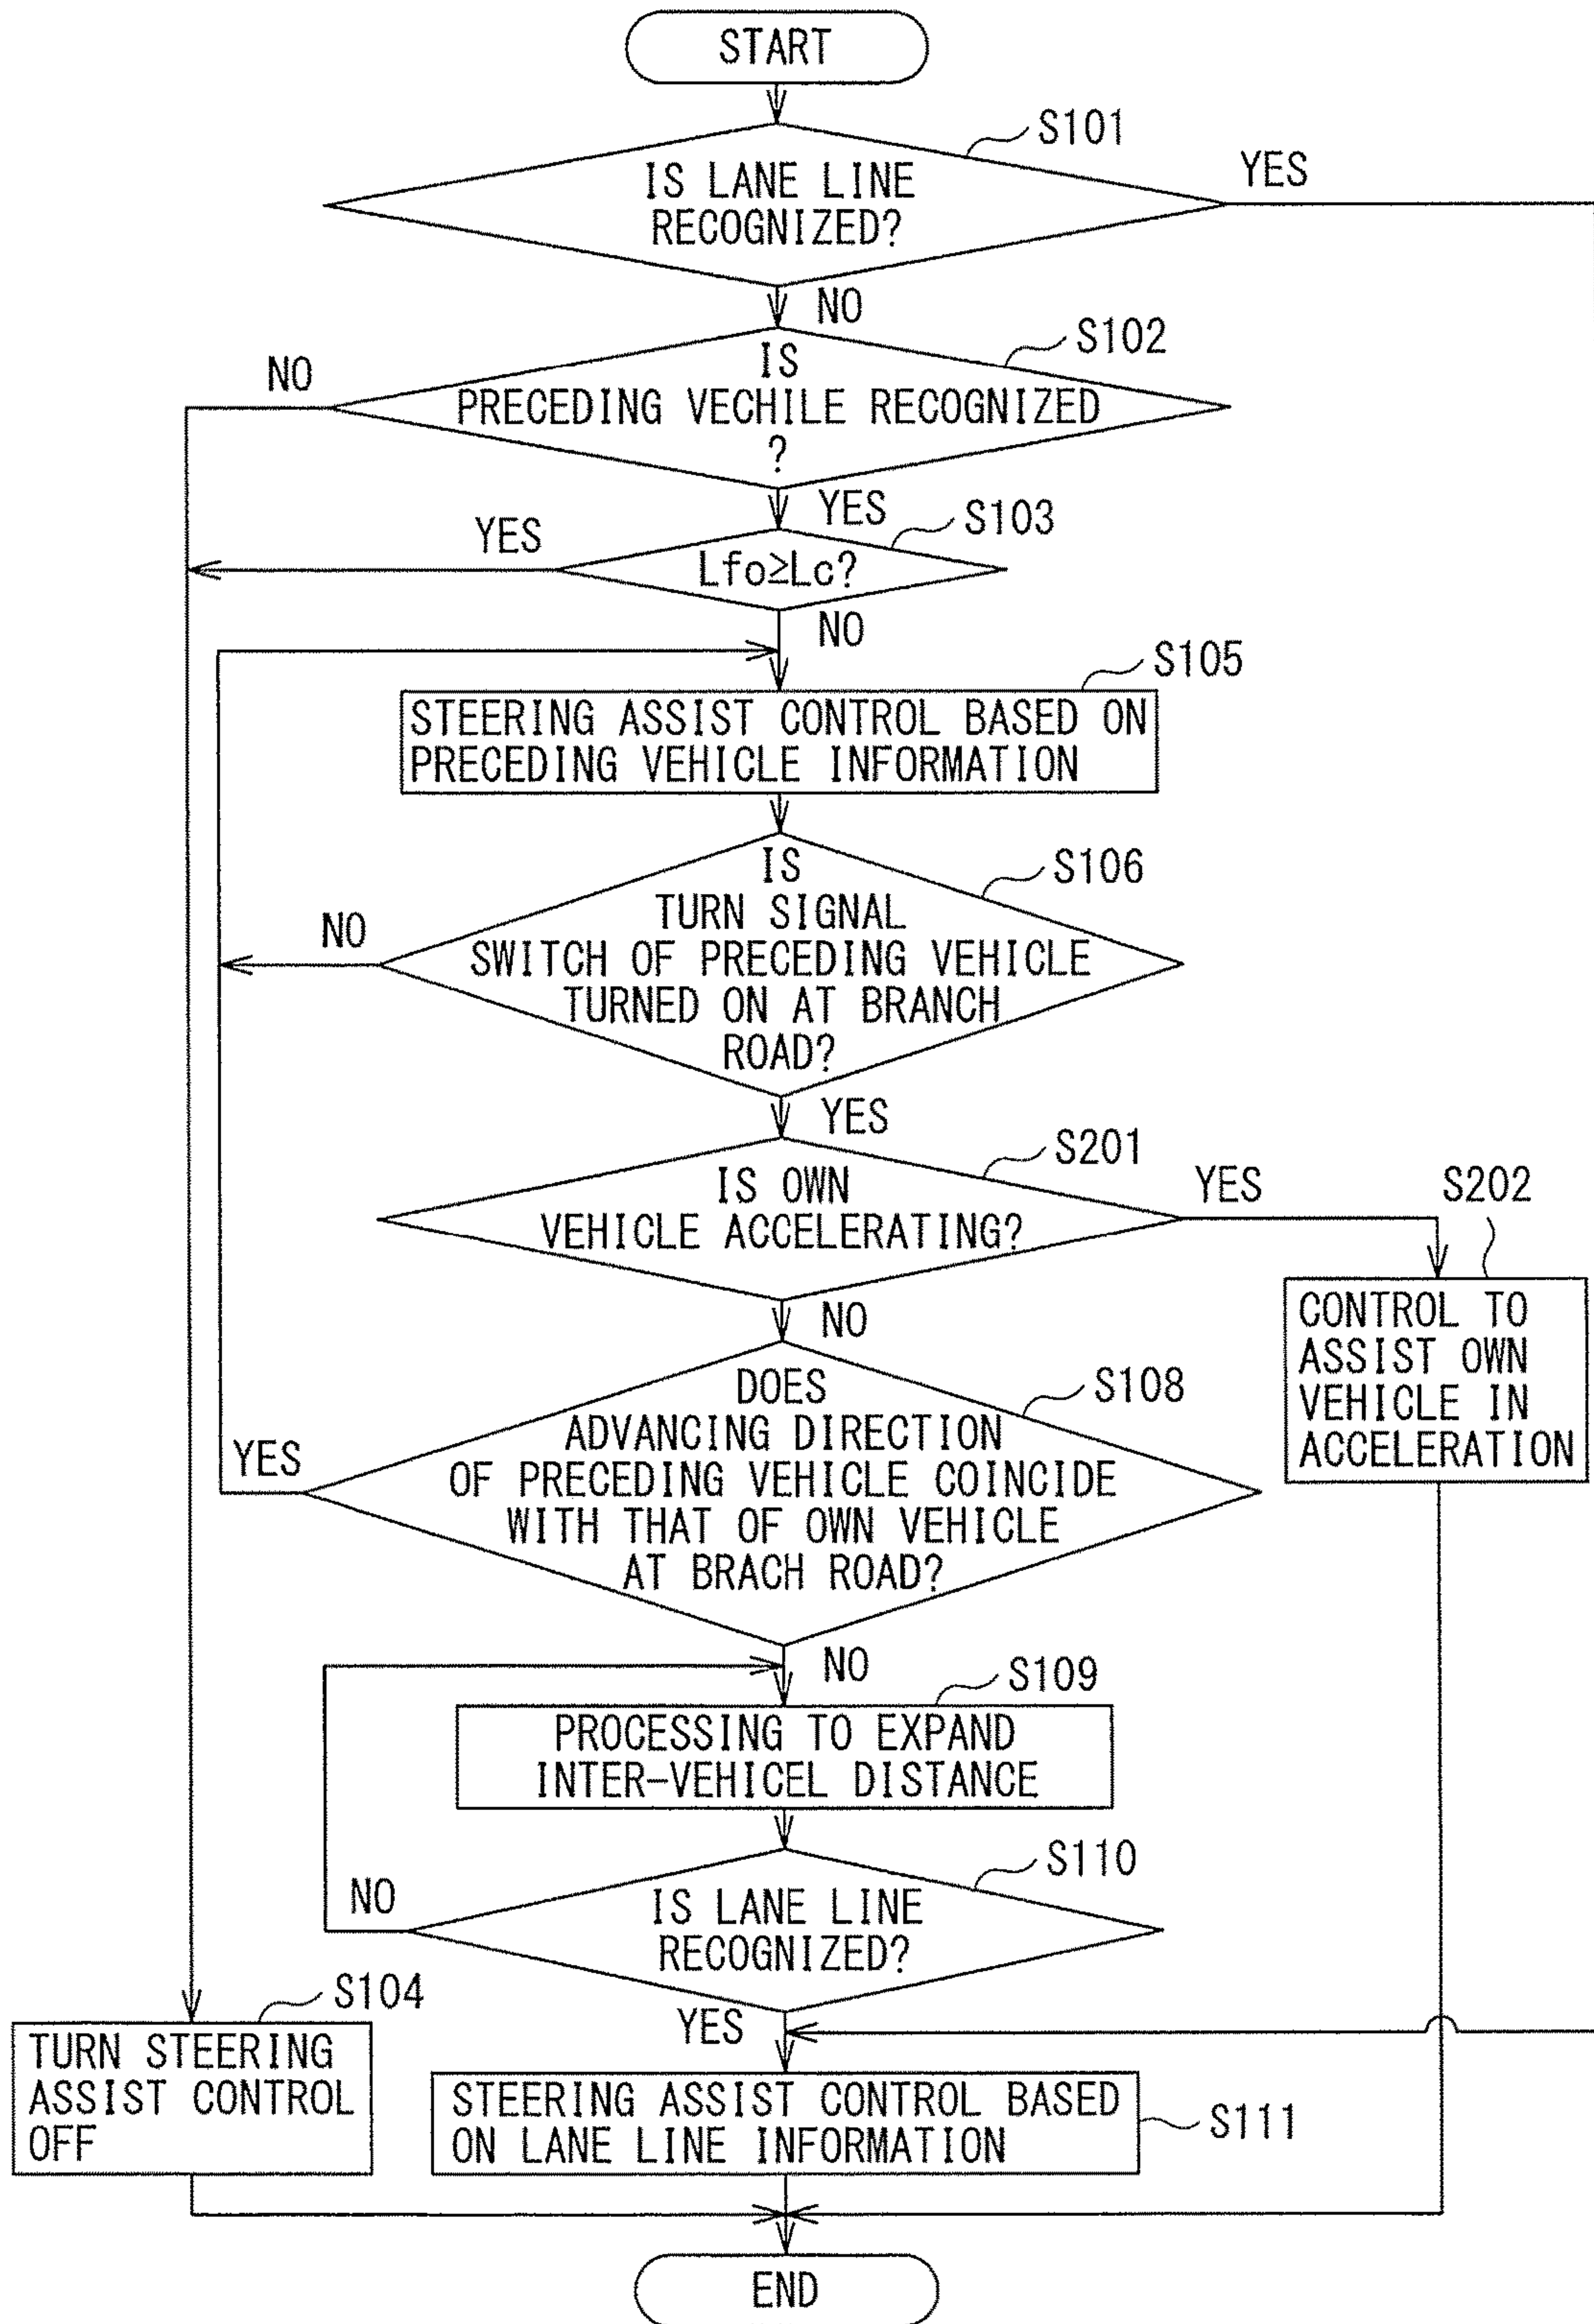 START
S101
IS LANE LINE
RECOGNIZED?
YES
NO
S102
IS
PRECEDING VECHILE RECOGNIZED
?
NO
YES
S103
Lfo≥Lc?
YES
NO
S105
STEERING ASSIST CONTROL BASED ON
PRECEDING VEHICLE INFORMATION
S106
IS
TURN SIGNAL
SWITCH OF PRECEDING VEHICLE
TURNED ON AT BRANCH
ROAD?
NO
YES
S201
IS OWN
VEHICLE ACCELERATING?
YES
S202
CONTROL TO
ASSIST OWN
VEHICLE IN
ACCELERATION
NO
S108
DOES
ADVANCING DIRECTION
OF PRECEDING VEHICLE COINCIDE
WITH THAT OF OWN VEHICLE
AT BRACH ROAD?
YES
NO
S109
PROCESSING TO EXPAND
INTER-VEHICEL DISTANCE
S110
IS LANE LINE
RECOGNIZED?
NO
YES
S104
TURN STEERING
ASSIST CONTROL
OFF
STEERING ASSIST CONTROL BASED
ON LANE LINE INFORMATION
S111
END